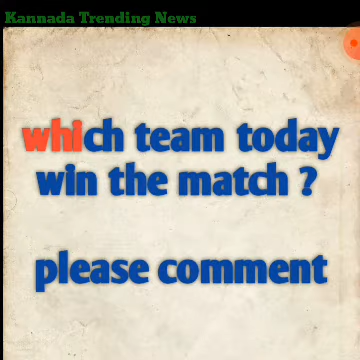 Kannada Trending News
which team today
win the match ?
please comment